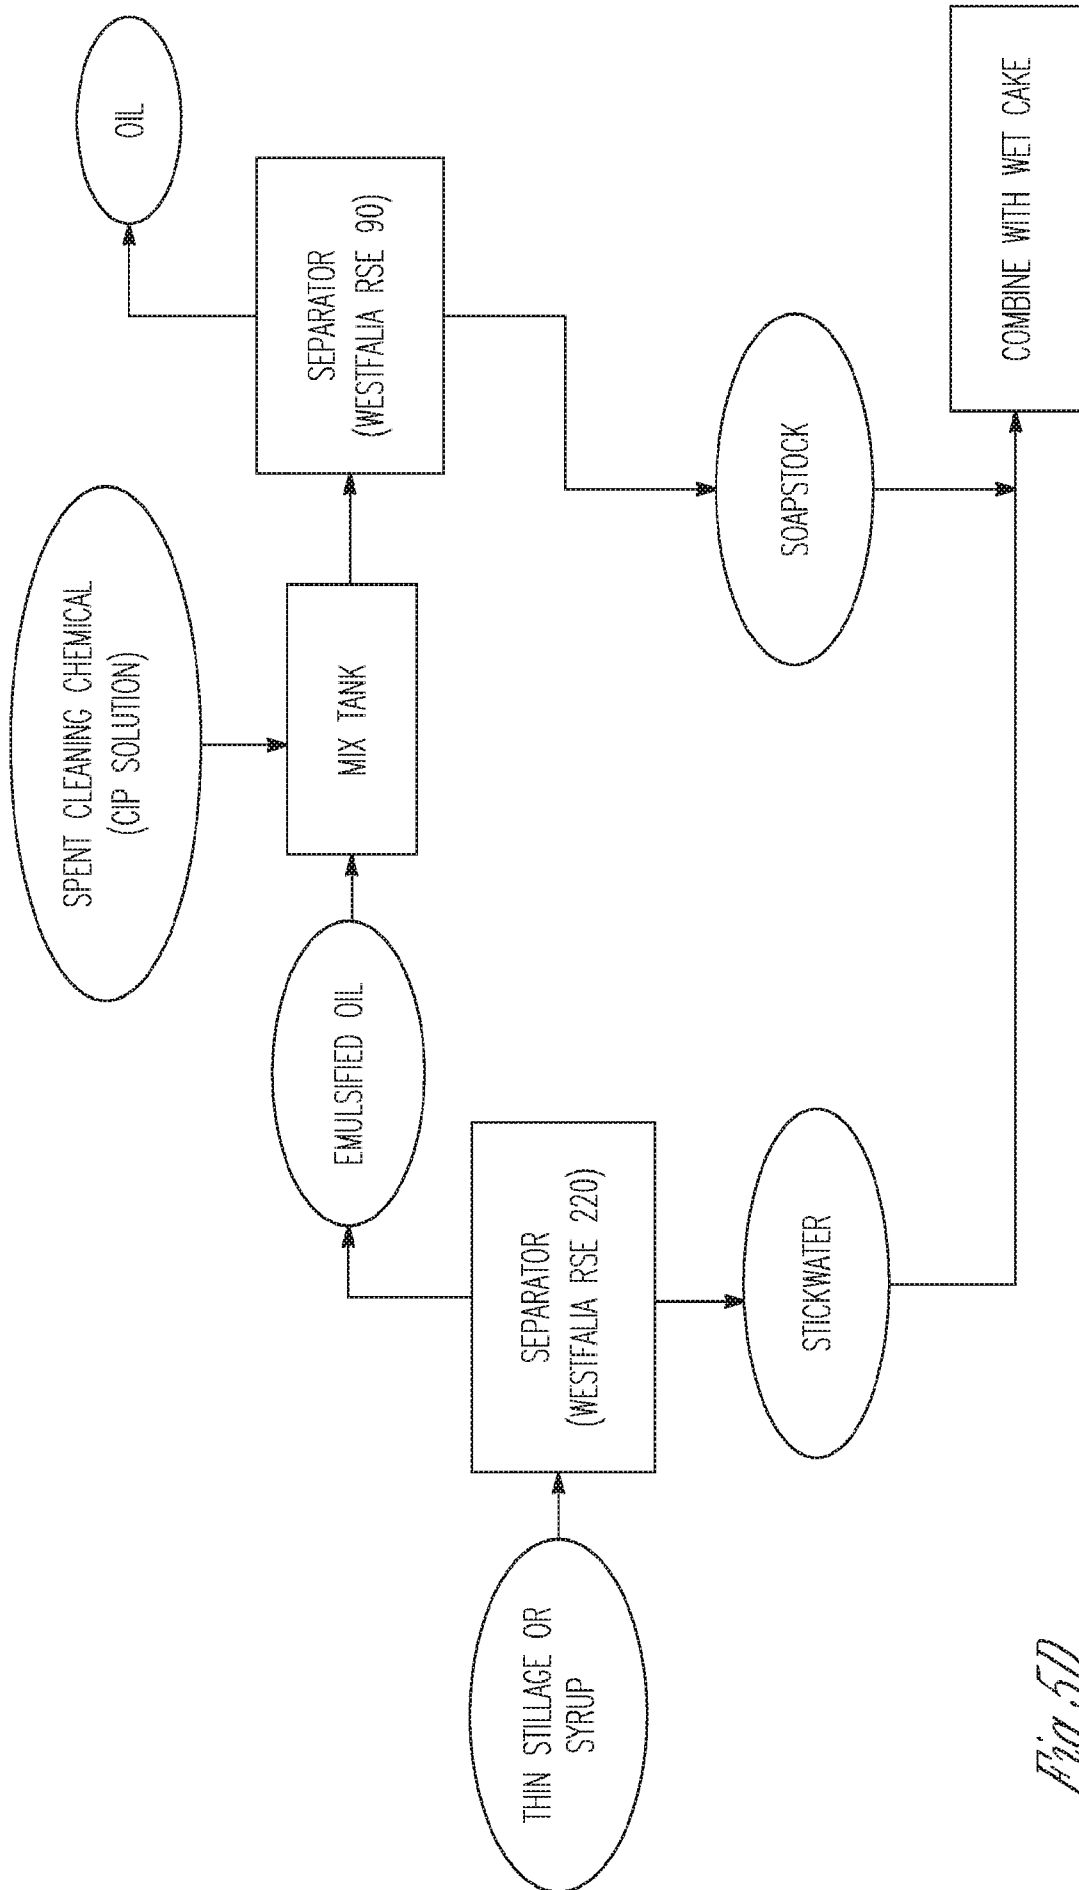 THIN STILLAGE OR
SYRUP
SEPARATOR
(WESTFALIA RSE 220)
EMULSIFIED OIL
STICKWATER
SPENT CLEANING CHEMICAL
(CIP SOLUTION)
MIX TANK
SEPARATOR
(WESTFALIA RSE 90)
OIL
SOAPSTOCK
COMBINE WITH WET CAKE
Fig. 5D